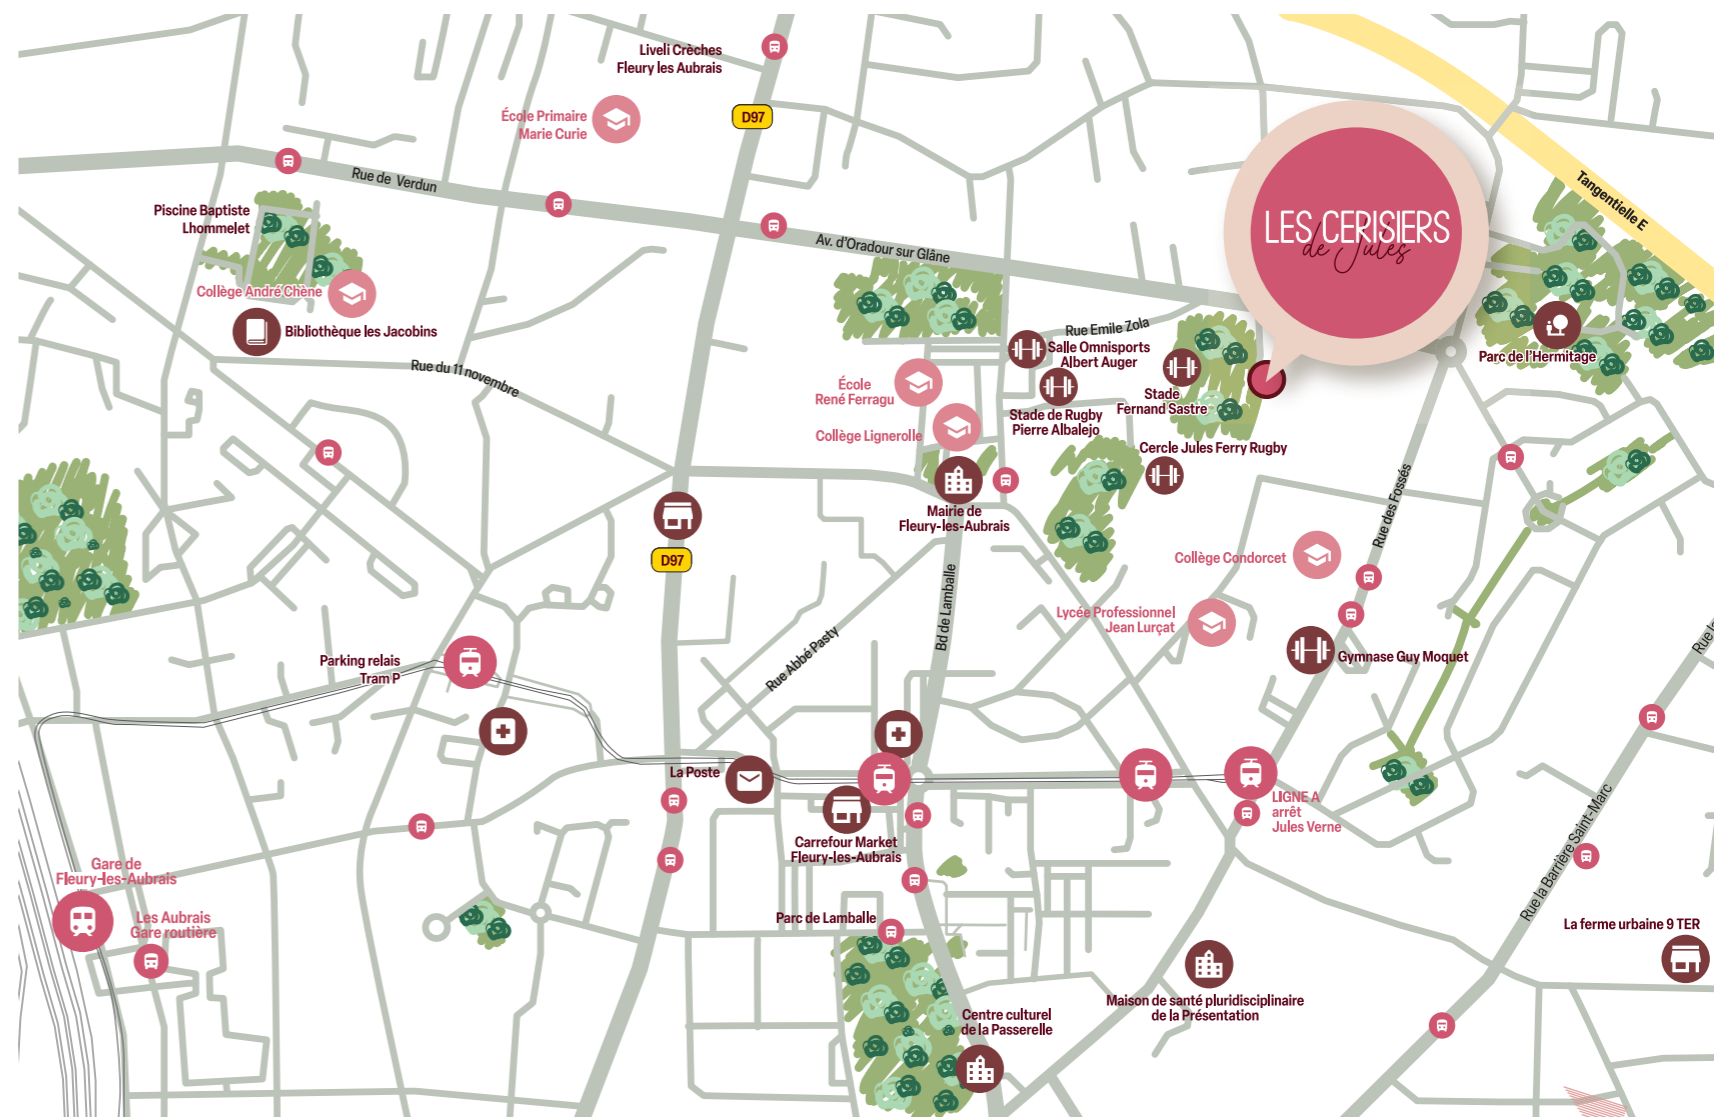 Liveli Crèches
Fleury les Aubrais
École Primaire
Marie Curie
D97
Tangentielle E
Rue de Verdun
Piscine Baptiste
Lhommelet
Av. d'Oradour sur Glâne
LES CERISIERS
de Jules
Collège André Chène
Bibliothèque les Jacobins
Rue Emile Zola
Salle Omnisports
Albert Auger
Parc de l'Hermitage
Rue du 11 novembre
École
René Ferragu
Stade
Fernand Sastre
Stade de Rugby
Pierre Albalejo
Collège Lignerolle
Cercle Jules Ferry Rugby
Mairie de
Fleury-les-Aubrais
Rue des Fossés
D97
Collège Condorcet
Bd de Lamballe
Lycée Professionnel
Jean Lurçat
Rue Abbé Pasty
Gymnase Guy Moquet
Parking relais
Tram P
La Poste
LIGNE A
arrêt
Jules Verne
Carrefour Market
Fleury-les-Aubrais
Rue la Barrière Saint-Marc
Gare de
Fleury-les-Aubrais
Les Aubrais
Gare routière
Parc de Lamballe
La ferme urbaine 9 TER
Maison de santé pluridisciplinaire
de la Présentation
Centre culturel
de la Passerelle